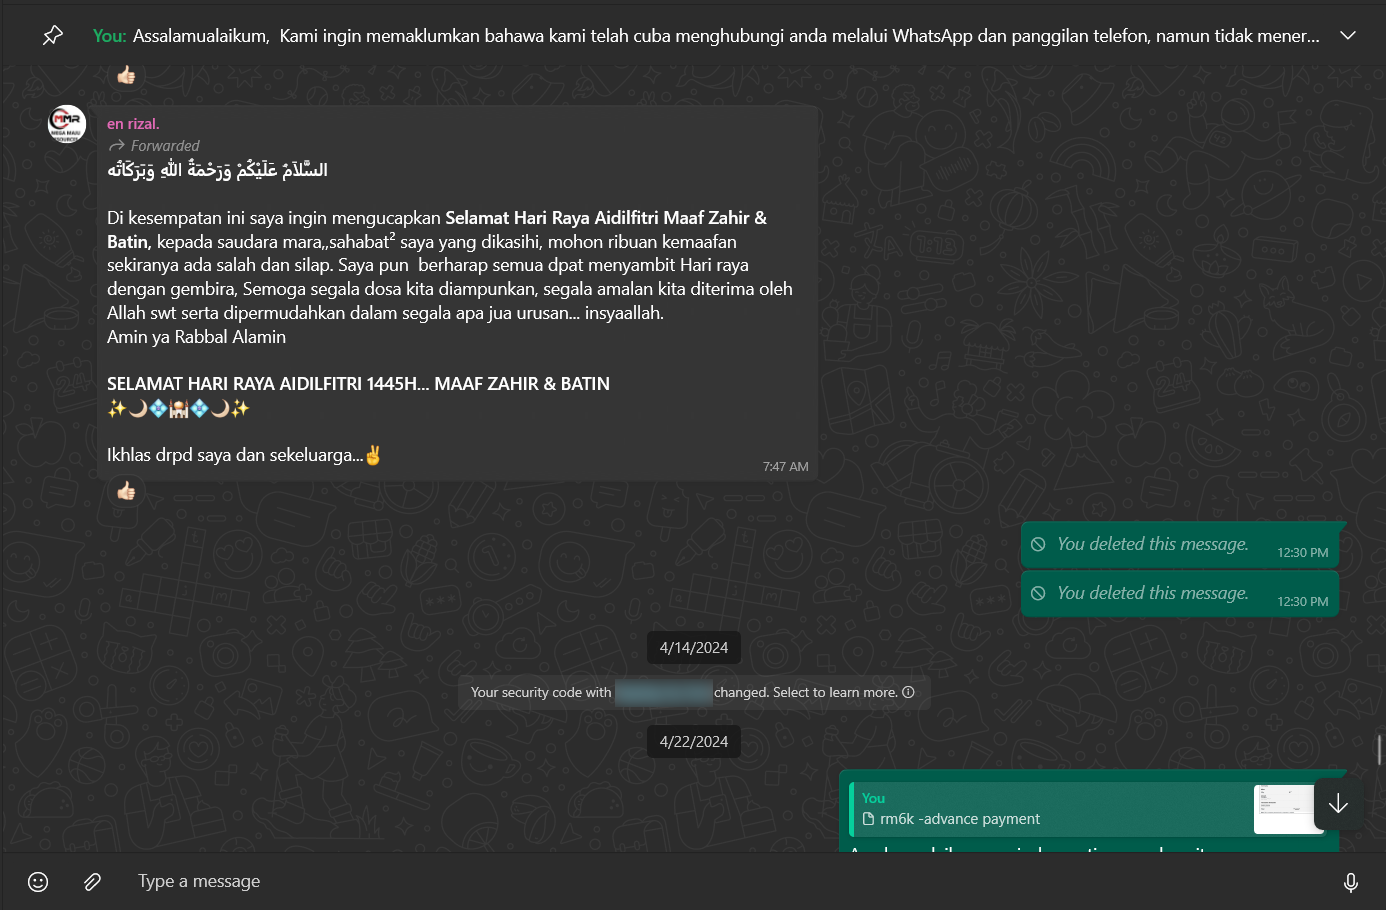 You: Assalamualaikum, Kami ingin memaklumkan bahawa kami telah cuba menghubungi anda melalui WhatsApp dan panggilan telefon, namun tidak mener...
👍🏻
MMR
en rizal.
Forwarded
السَّلاَمُ عَلَيْكُمْ وَرَحْمَةُ اللهِ وَبَرَكَاتُه
Di kesempatan ini saya ingin mengucapkan Selamat Hari Raya Aidilfitri Maaf Zahir &
Batin, kepada saudara mara,,sahabat² saya yang dikasihi, mohon ribuan kemaafan
sekiranya ada salah dan silap. Saya pun berharap semua dpat menyambit Hari raya
dengan gembira, Semoga segala dosa kita diampunkan, segala amalan kita diterima oleh
Allah swt serta dipermudahkan dalam segala apa jua urusan... insyaallah.
Amin ya Rabbal Alamin
SELAMAT HARI RAYA AIDILFITRI 1445H... MAAF ZAHIR & BATIN
✨🌙💠🕌💠🌙✨
Ikhlas drpd saya dan sekeluarga...✌
7:47 AM
👍🏻
You deleted this message. 12:30 PM
You deleted this message. 12:30 PM
4/14/2024
Your security code with changed. Select to learn more.
4/22/2024
You
rm6k -advance payment
Type a message